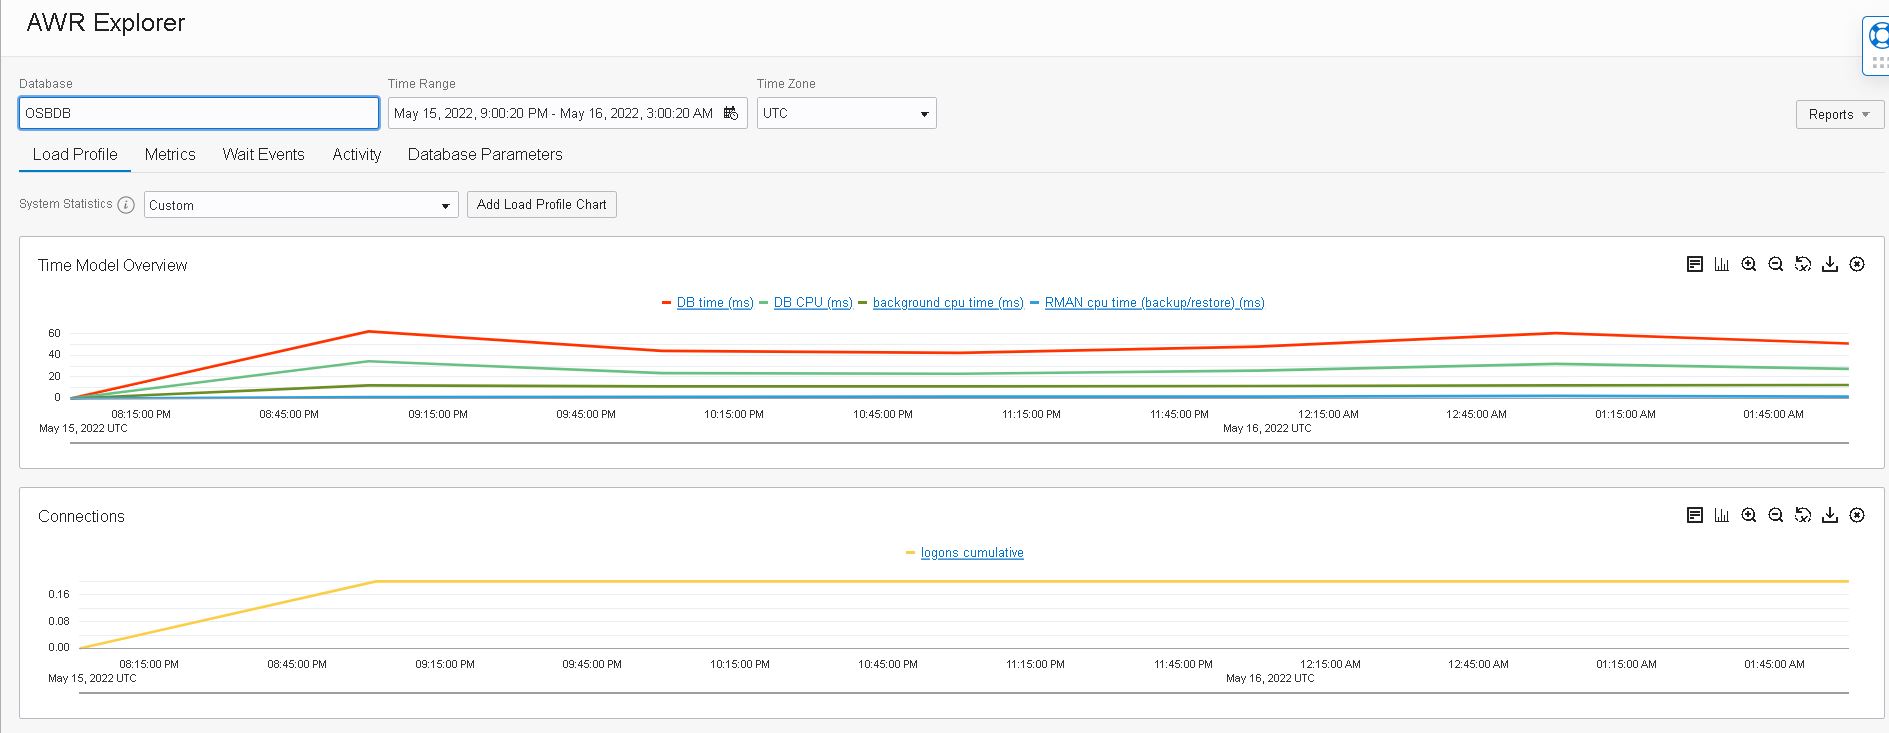 AWR Explorer
Database Time Range Time Zone
OSBDB May 15, 2022, 9:00:20 PM - May 16, 2022, 3:00:20 AM UTC Reports
Load Profile Metrics Wait Events Activity Database Parameters
System Statistics i Custom Add Load Profile Chart
Time Model Overview
DB time (ms) DB CPU (ms) background cpu time (ms) RMAN cpu time (backup/restore) (ms)
60
40
20
0
08:15:00 PM 08:45:00 PM 09:15:00 PM 09:45:00 PM 10:15:00 PM 10:45:00 PM 11:15:00 PM 11:45:00 PM 12:15:00 AM 12:45:00 AM 01:15:00 AM 01:45:00 AM
May 15, 2022 UTC May 16, 2022 UTC
Connections
logons cumulative
0.16
0.08
0.00
08:15:00 PM 08:45:00 PM 09:15:00 PM 09:45:00 PM 10:15:00 PM 10:45:00 PM 11:15:00 PM 11:45:00 PM 12:15:00 AM 12:45:00 AM 01:15:00 AM 01:45:00 AM
May 15, 2022 UTC May 16, 2022 UTC